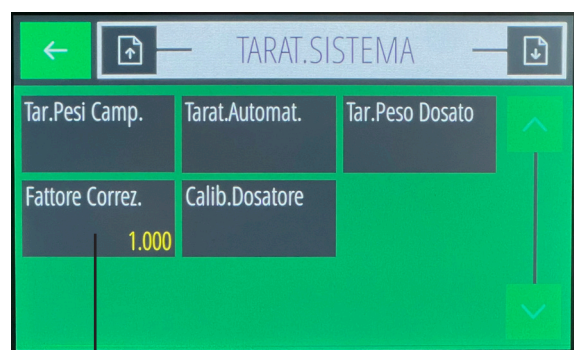 TARAT.SISTEMA
Tar.Pesi Camp.
Tarat.Automat.
Tar.Peso Dosato
Fattore Correz.
1.000
Calib.Dosatore